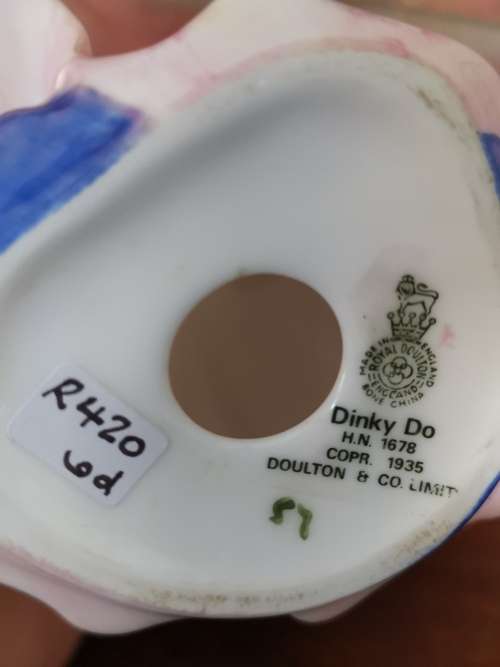 MADE IN ENGLAND
ROYAL DOULTON
ENGLAND
BONE CHINA
Dinky Do
H.N. 1678
COPR. 1935
DOULTON & CO. LIMIT
R420
6d